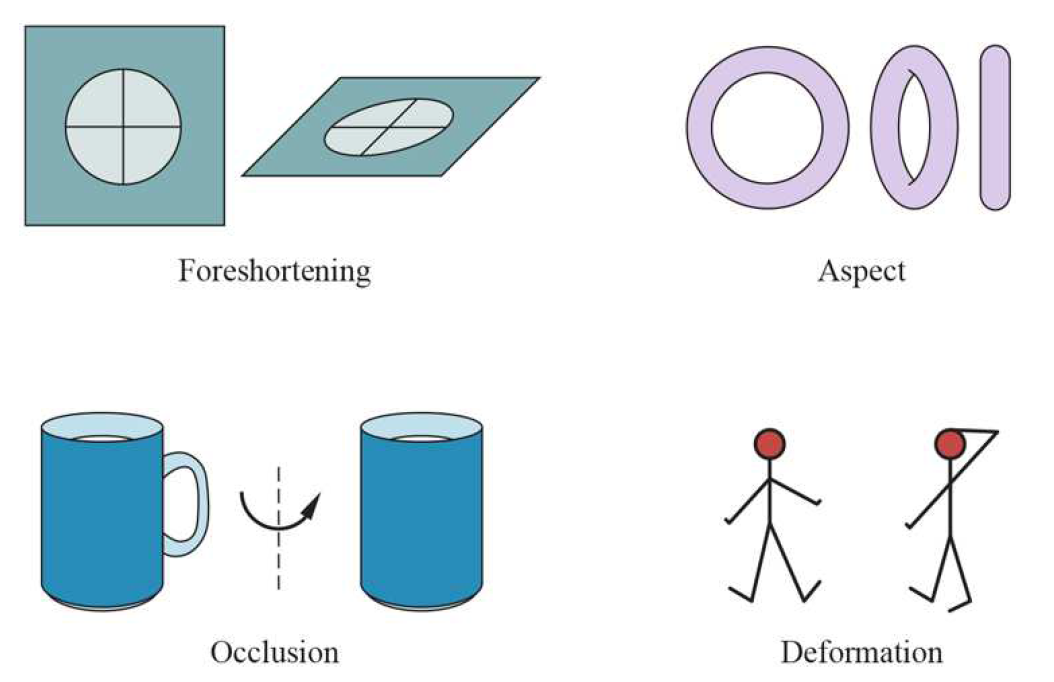 Foreshortening
Aspect
Occlusion
Deformation